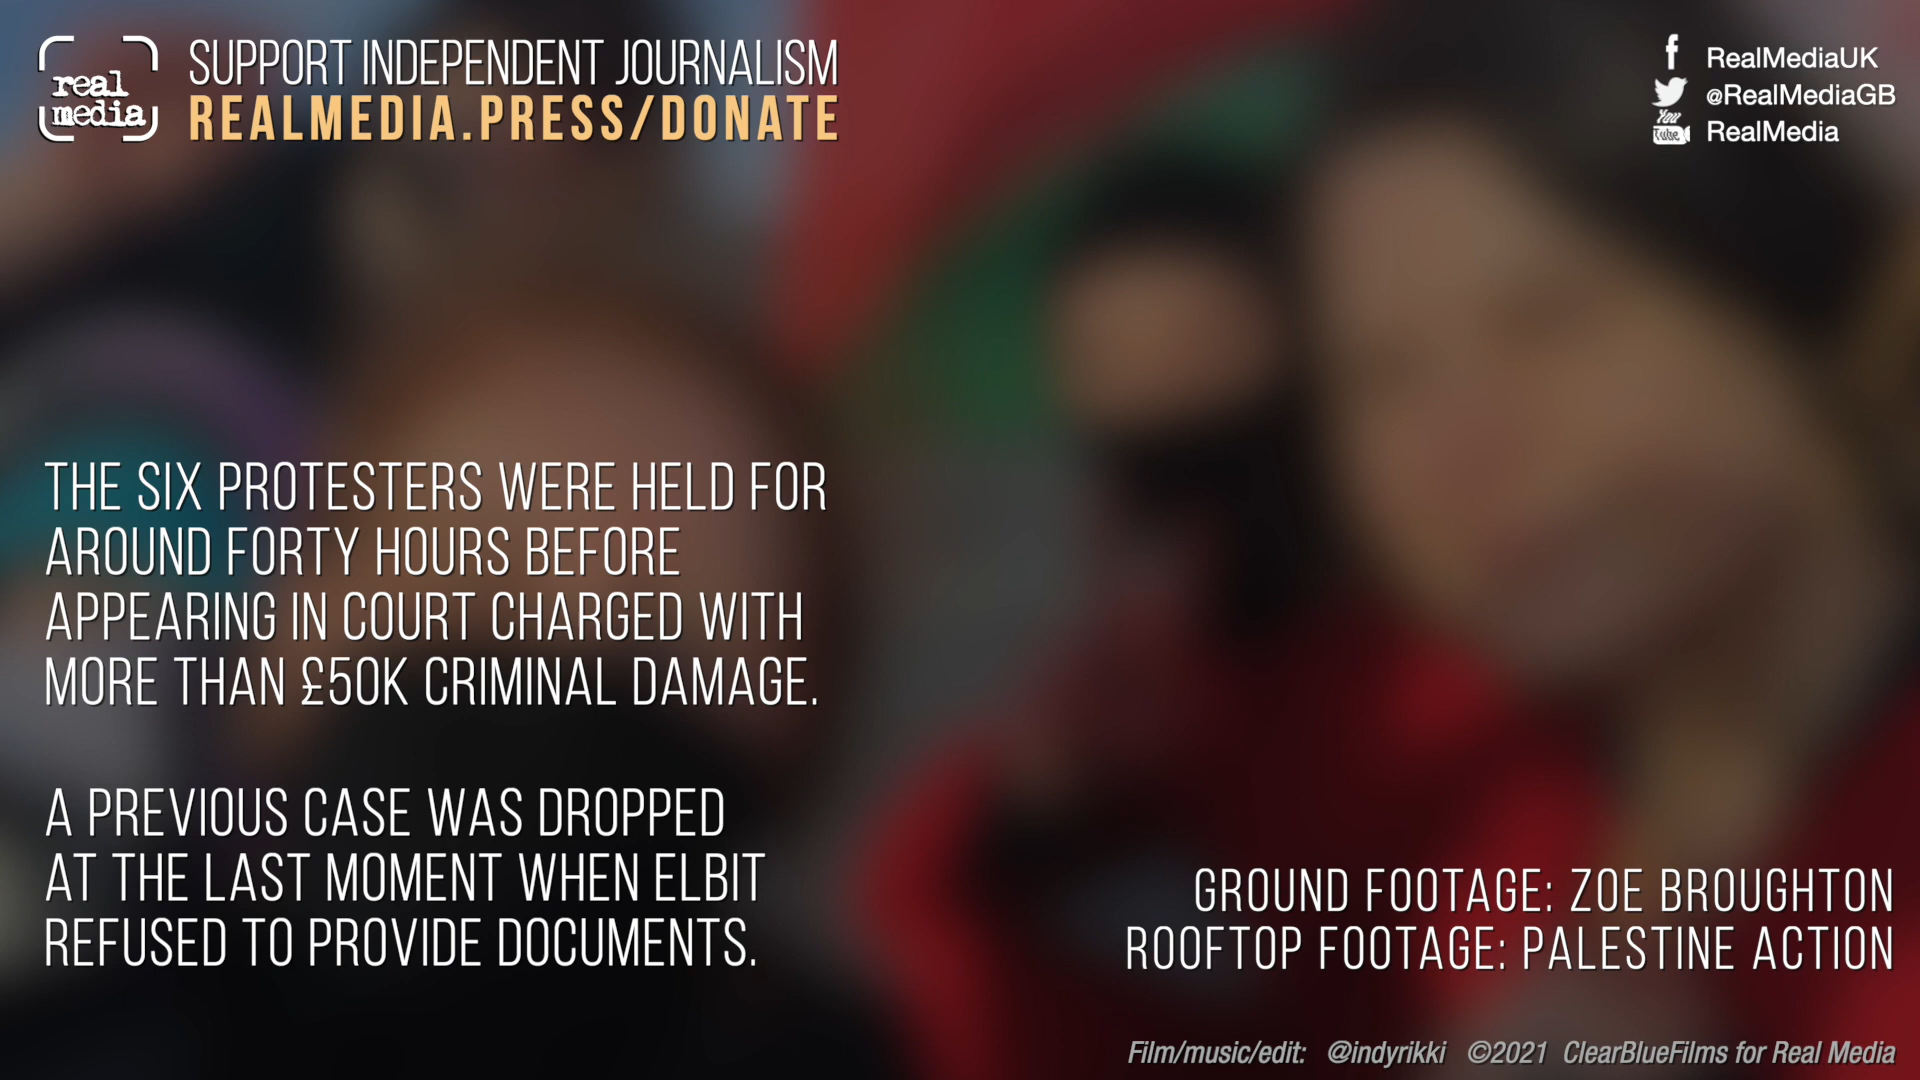 real
media
SUPPORT INDEPENDENT JOURNALISM
REALMEDIA.PRESS/DONATE
RealMediaUK
@RealMediaGB
You
Tube
RealMedia
THE SIX PROTESTERS WERE HELD FOR
AROUND FORTY HOURS BEFORE
APPEARING IN COURT CHARGED WITH
MORE THAN £50K CRIMINAL DAMAGE.
A PREVIOUS CASE WAS DROPPED
AT THE LAST MOMENT WHEN ELBIT
REFUSED TO PROVIDE DOCUMENTS.
GROUND FOOTAGE: ZOE BROUGHTON
ROOFTOP FOOTAGE: PALESTINE ACTION
Film/music/edit: @indyrikki ©2021 ClearBlueFilms for Real Media